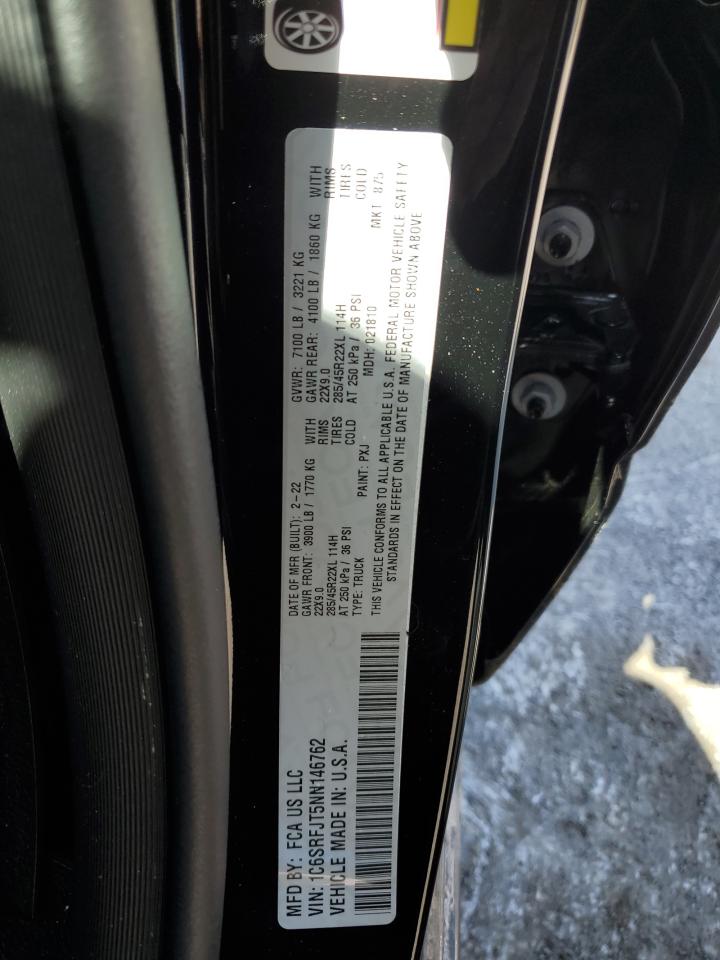 MFD BY: FCA US LLC
VIN: 1C6SRFJT5NN146762
VEHICLE MADE IN: U.S.A.
DATE OF MFR (BUILT): 2-22 GVWR: 7100 LB / 3221 KG
GAWR FRONT: 3900 LB / 1770 KG WITH GAWR REAR: 4100 LB / 1860 KG WITH
22X9.0 RIMS 22X9.0 RIMS
285/45R22XL 114H TIRES 285/45R22XL 114H TIRES
AT 250 kPa / 36 PSI COLD AT 250 kPa / 36 PSI COLD
TYPE: TRUCK PAINT: PXJ MDH: 021810 MKT 875
THIS VEHICLE CONFORMS TO ALL APPLICABLE U.S.A. FEDERAL MOTOR VEHICLE SAFETY
STANDARDS IN EFFECT ON THE DATE OF MANUFACTURE SHOWN ABOVE